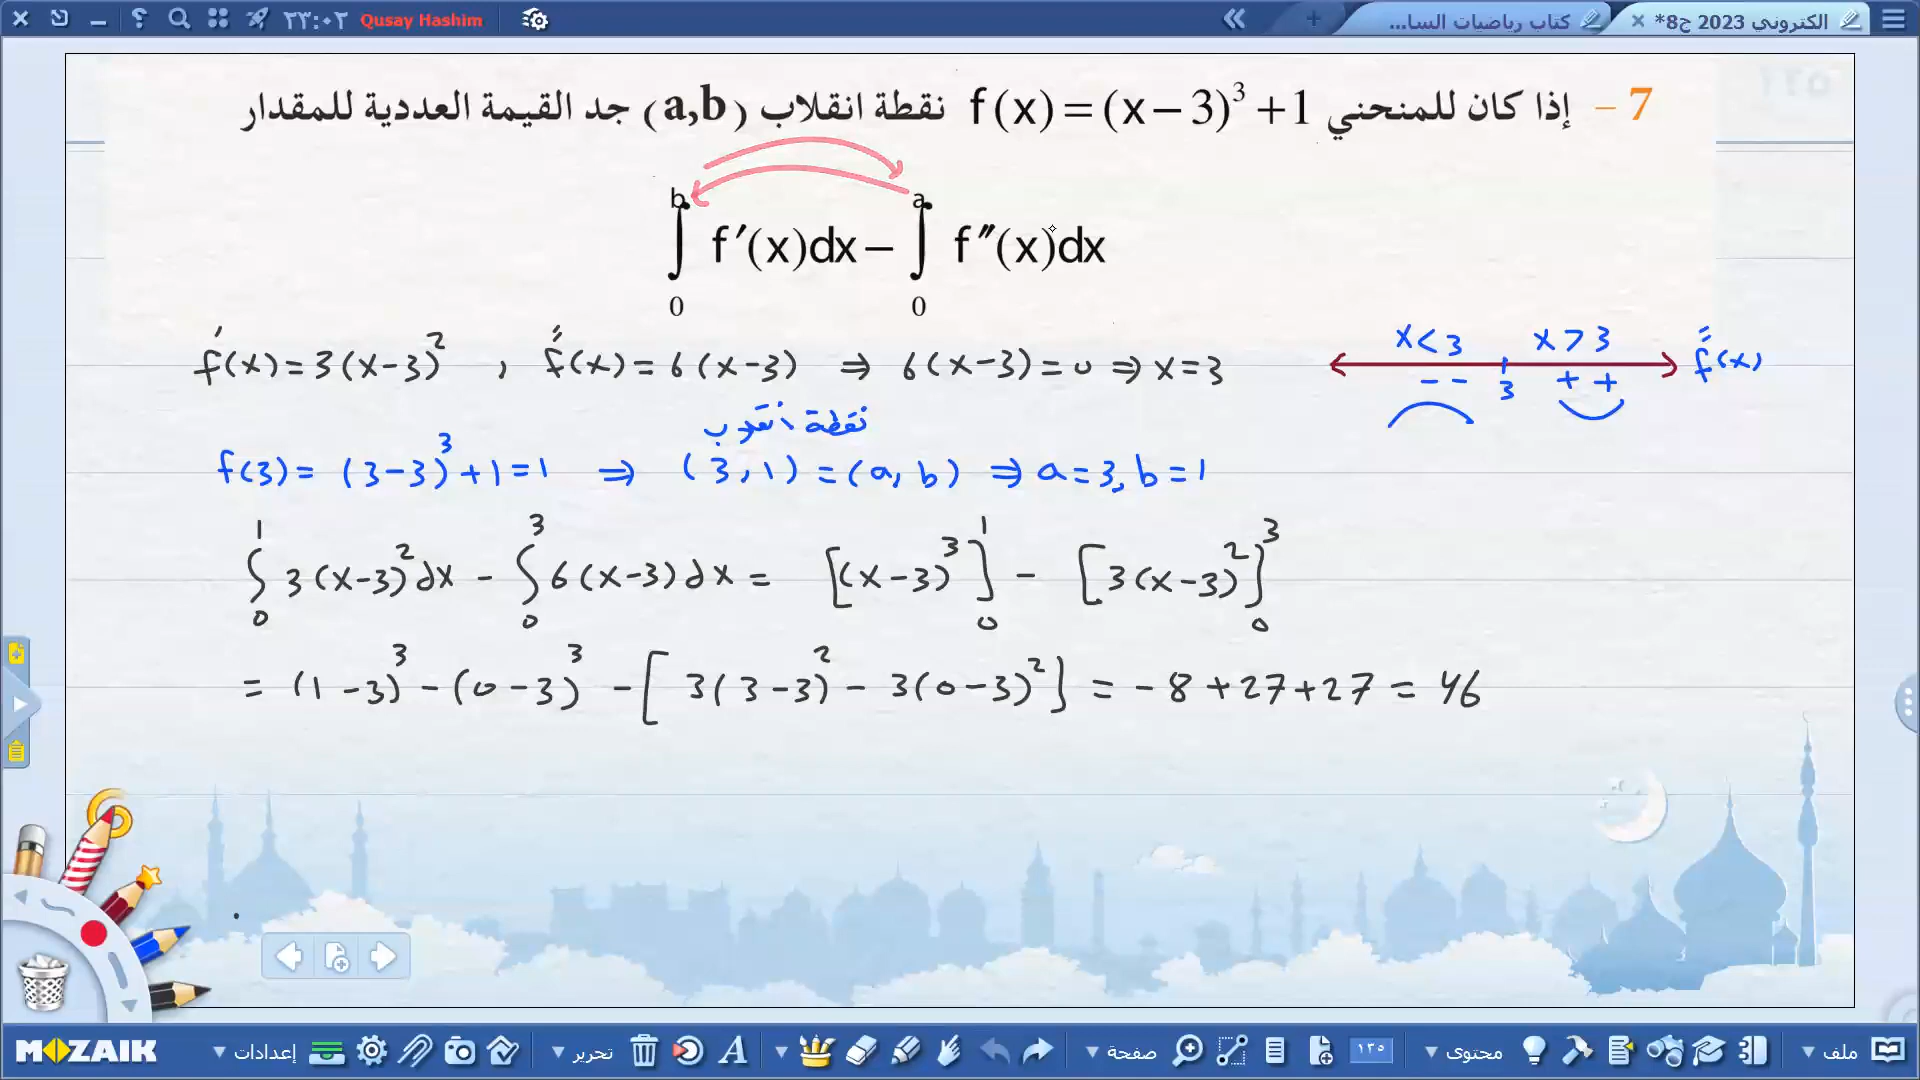 ٢٣:٠٢ Qusay Hashim
كتاب رياضيات السا...
الكتروني 2023 ج8*
7 – إذا كان للمنحني f(x)=(x−3)³+1 نقطة انقلاب (a,b) جد القيمة العددية للمقدار
∫₀ᵇ f′(x)dx − ∫₀ᵃ f″(x)dx
f′(x)=3(x-3)² , f″(x)=6(x-3) ⇒ 6(x-3)=0 ⇒ x=3
x<3 x>3
-- 3 ++ f″(x)
نقطة انقلاب
f(3)=(3-3)³+1=1 ⇒ (3,1)=(a,b) ⇒ a=3, b=1
∫₀¹ 3(x-3)²dx - ∫₀³ 6(x-3)dx = [(x-3)³]₀¹ - [3(x-3)²]₀³
= (1-3)³-(0-3)³-[3(3-3)²-3(0-3)²] = -8+27+27=46
MOZAIK
إعدادات
تحرير
صفحة
١٣٥
محتوى
ملف